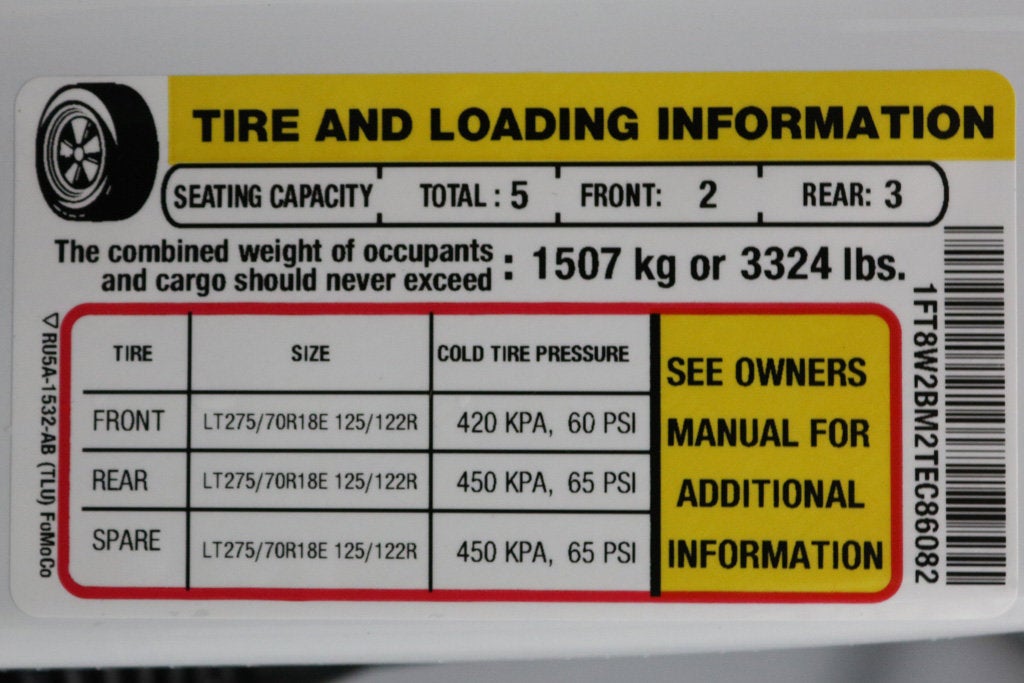 TIRE AND LOADING INFORMATION
SEATING CAPACITY TOTAL : 5 FRONT: 2 REAR: 3
The combined weight of occupants
and cargo should never exceed : 1507 kg or 3324 lbs.
TIRE SIZE COLD TIRE PRESSURE
FRONT LT275/70R18E 125/122R 420 KPA, 60 PSI
REAR LT275/70R18E 125/122R 450 KPA, 65 PSI
SPARE LT275/70R18E 125/122R 450 KPA, 65 PSI
SEE OWNERS
MANUAL FOR
ADDITIONAL
INFORMATION
1FT8W2BM2TEC86082
RU5A-1532-AB (TLU) FoMoCo